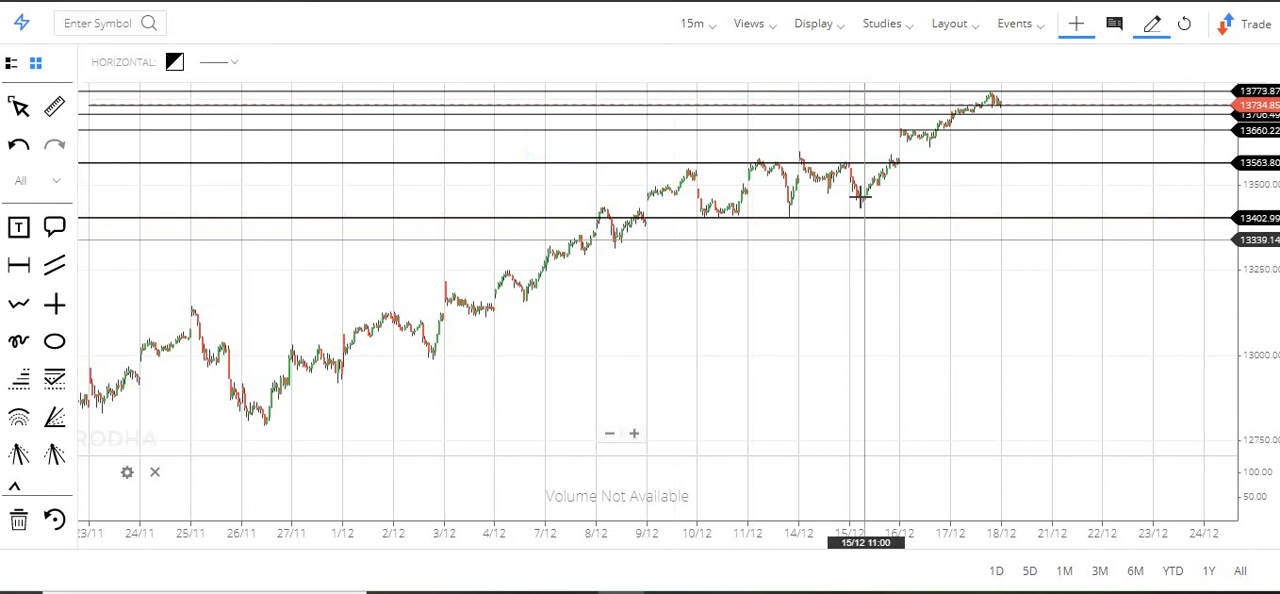 Enter Symbol 15m Views Display Studies Layout Events Trade
HORIZONTAL:
13773.87
13734.85
13706.49
13660.22
13563.80
13500.00
13402.99
13339.14
13250.00
13000.00
12750.00
All
T
RODHA
100.00
50.00
Volume Not Available
23/11 24/11 25/11 26/11 27/11 1/12 2/12 3/12 4/12 7/12 8/12 9/12 10/12 11/12 14/12 15/12 16/12 17/12 18/12 21/12 22/12 23/12 24/12
15/12 11:00
1D 5D 1M 3M 6M YTD 1Y All